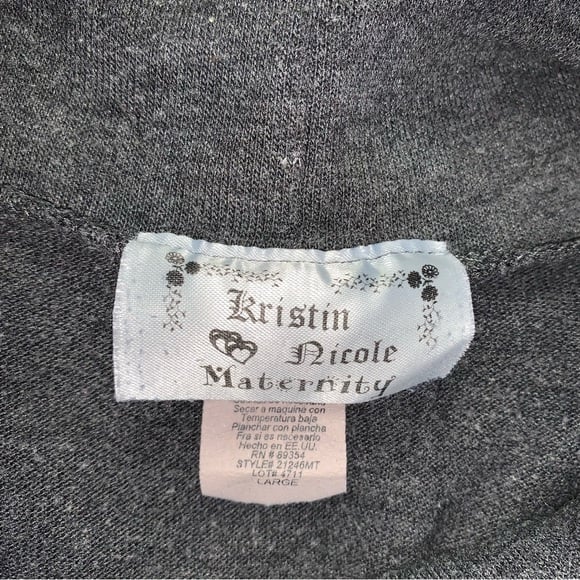 Kristin
Nicole
Maternity
Secar a maquina con
Temperatura baja
Planchar con plancha
Fra si es necesario
Hecho en EE.UU.
RN # 89354
STYLE# 21246MT
LOT# 4711
LARGE